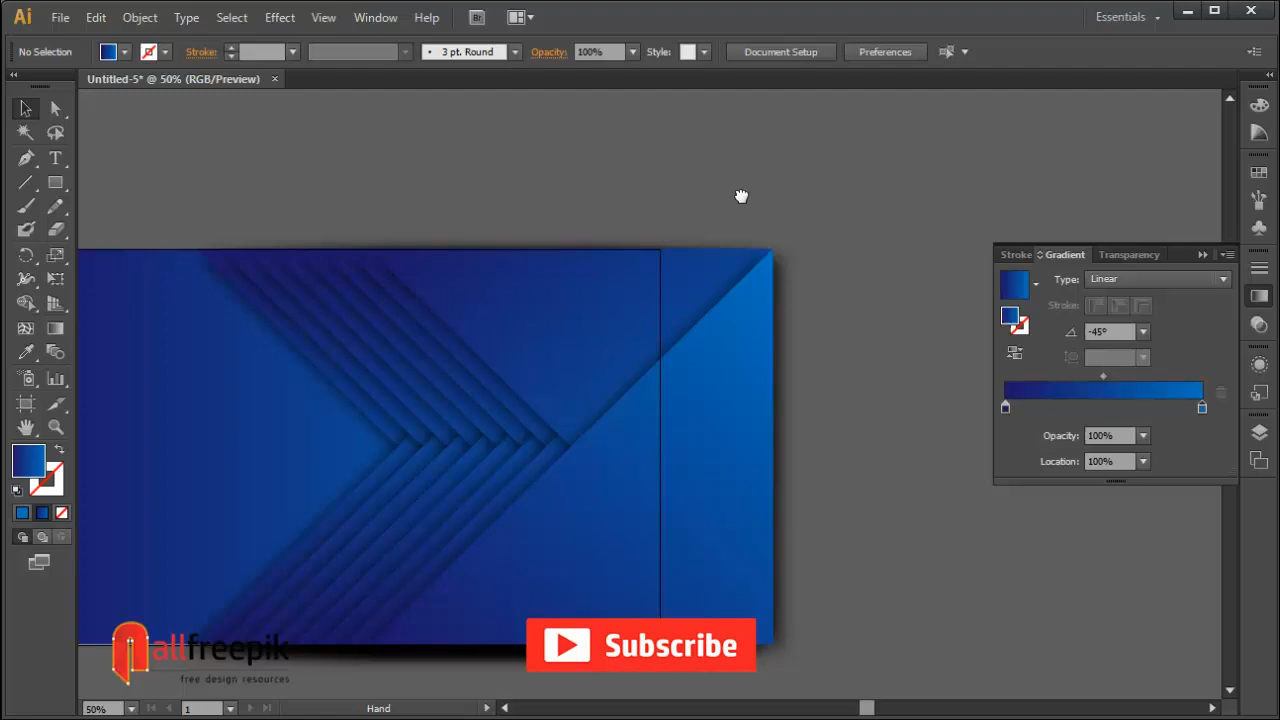 Ai File Edit Object Type Select Effect View Window Help Br Essentials
No Selection Stroke: 3 pt. Round Opacity: 100% Style: Document Setup Preferences
Untitled-5* @ 50% (RGB/Preview)
Stroke Gradient Transparency
Type: Linear
Stroke:
-45°
Opacity: 100%
Location: 100%
allfreepik
free design resources
Subscribe
50% 1 Hand